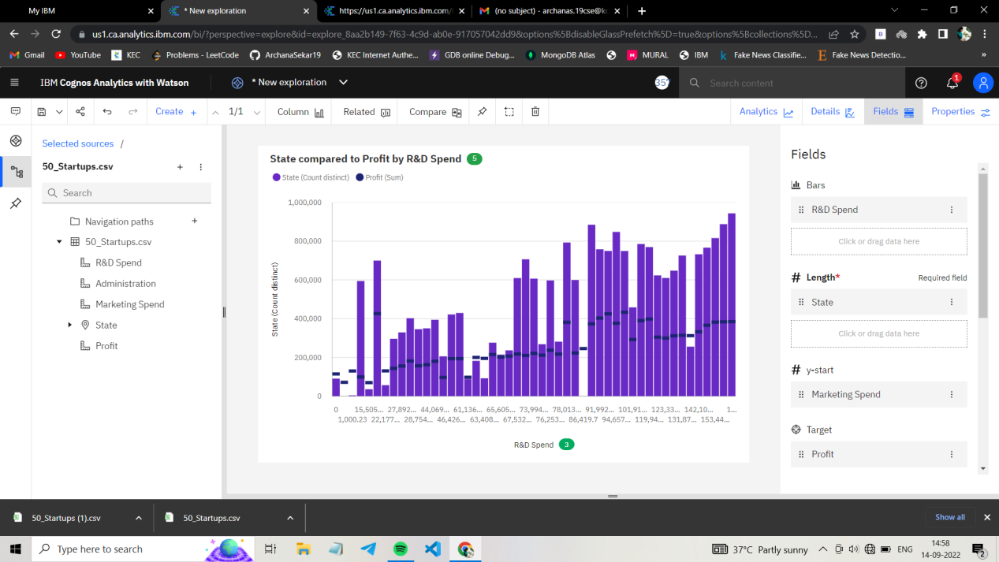 My IBM
* New exploration
https://us1.ca.analytics.ibm.com/
(no subject) - archanas.19cse@kc
us1.ca.analytics.ibm.com/bi/?perspective=explore&id=explore_8aa2b149-7f63-4c9d-ab0e-917057042dd9&options%5BdisableGlassPrefetch%5D=true&options%5Bcollections%5D...
Gmail YouTube KEC Problems - LeetCode ArchanaSekar19 KEC Internet Authe... GDB online Debug... MongoDB Atlas MURAL IBM Fake News Classifie... Fake News Detectio... »
IBM Cognos Analytics with Watson
* New exploration
35°
Search content
1
Create +
1/1
Column
Related
Compare
Analytics
Details
Fields
Properties
Selected sources /
50_Startups.csv
Search
Navigation paths
50_Startups.csv
R&D Spend
Administration
Marketing Spend
State
Profit
State compared to Profit by R&D Spend 5
State (Count distinct) Profit (Sum)
State (Count distinct)
1,000,000
800,000
600,000
400,000
200,000
0
0 15,505... 27,892... 44,069... 61,136... 65,605... 73,994... 78,013... 91,992... 101,91... 123,33... 142,10... 1...
1,000.23 22,177... 28,754... 46,426... 63,408... 67,532... 76,253... 86,419.7 94,657... 119,94... 131,87... 153,44...
R&D Spend 3
Fields
Bars
R&D Spend
Click or drag data here
# Length*
Required field
State
Click or drag data here
# y-start
Marketing Spend
Target
Profit
50_Startups (1).csv
50_Startups.csv
Show all
Type here to search
37°C Partly sunny
ENG
14:58
14-09-2022
2